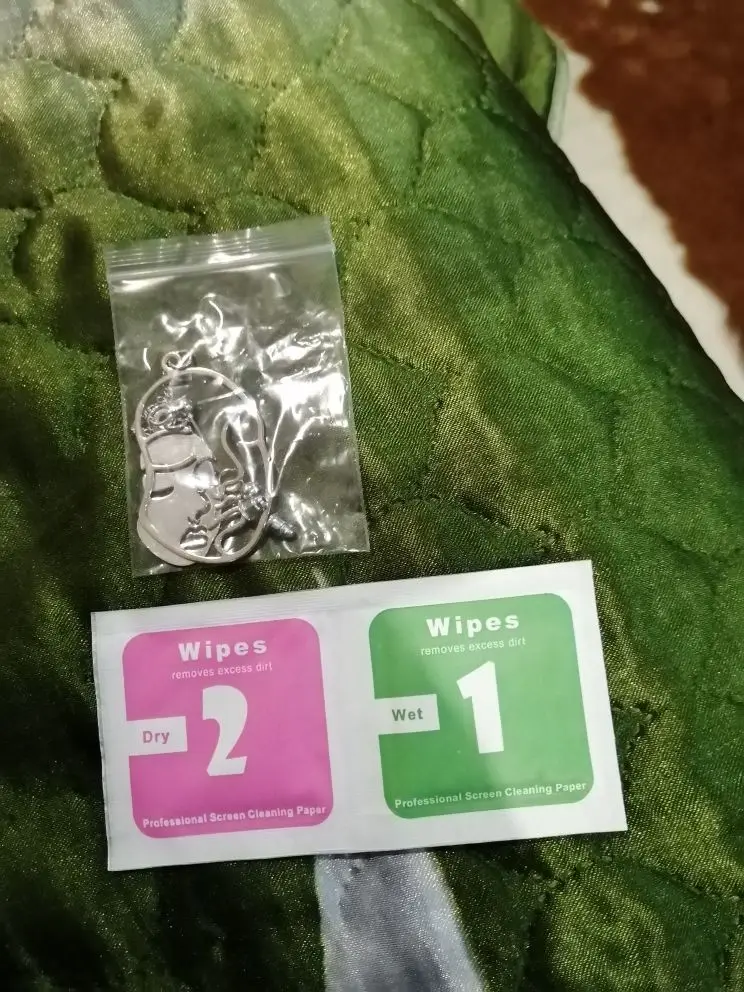 Wipes
removes excess dirt
Dry
2
Professional Screen Cleaning Paper
Wipes
removes excess dirt
Wet
1
Professional Screen Cleaning Paper